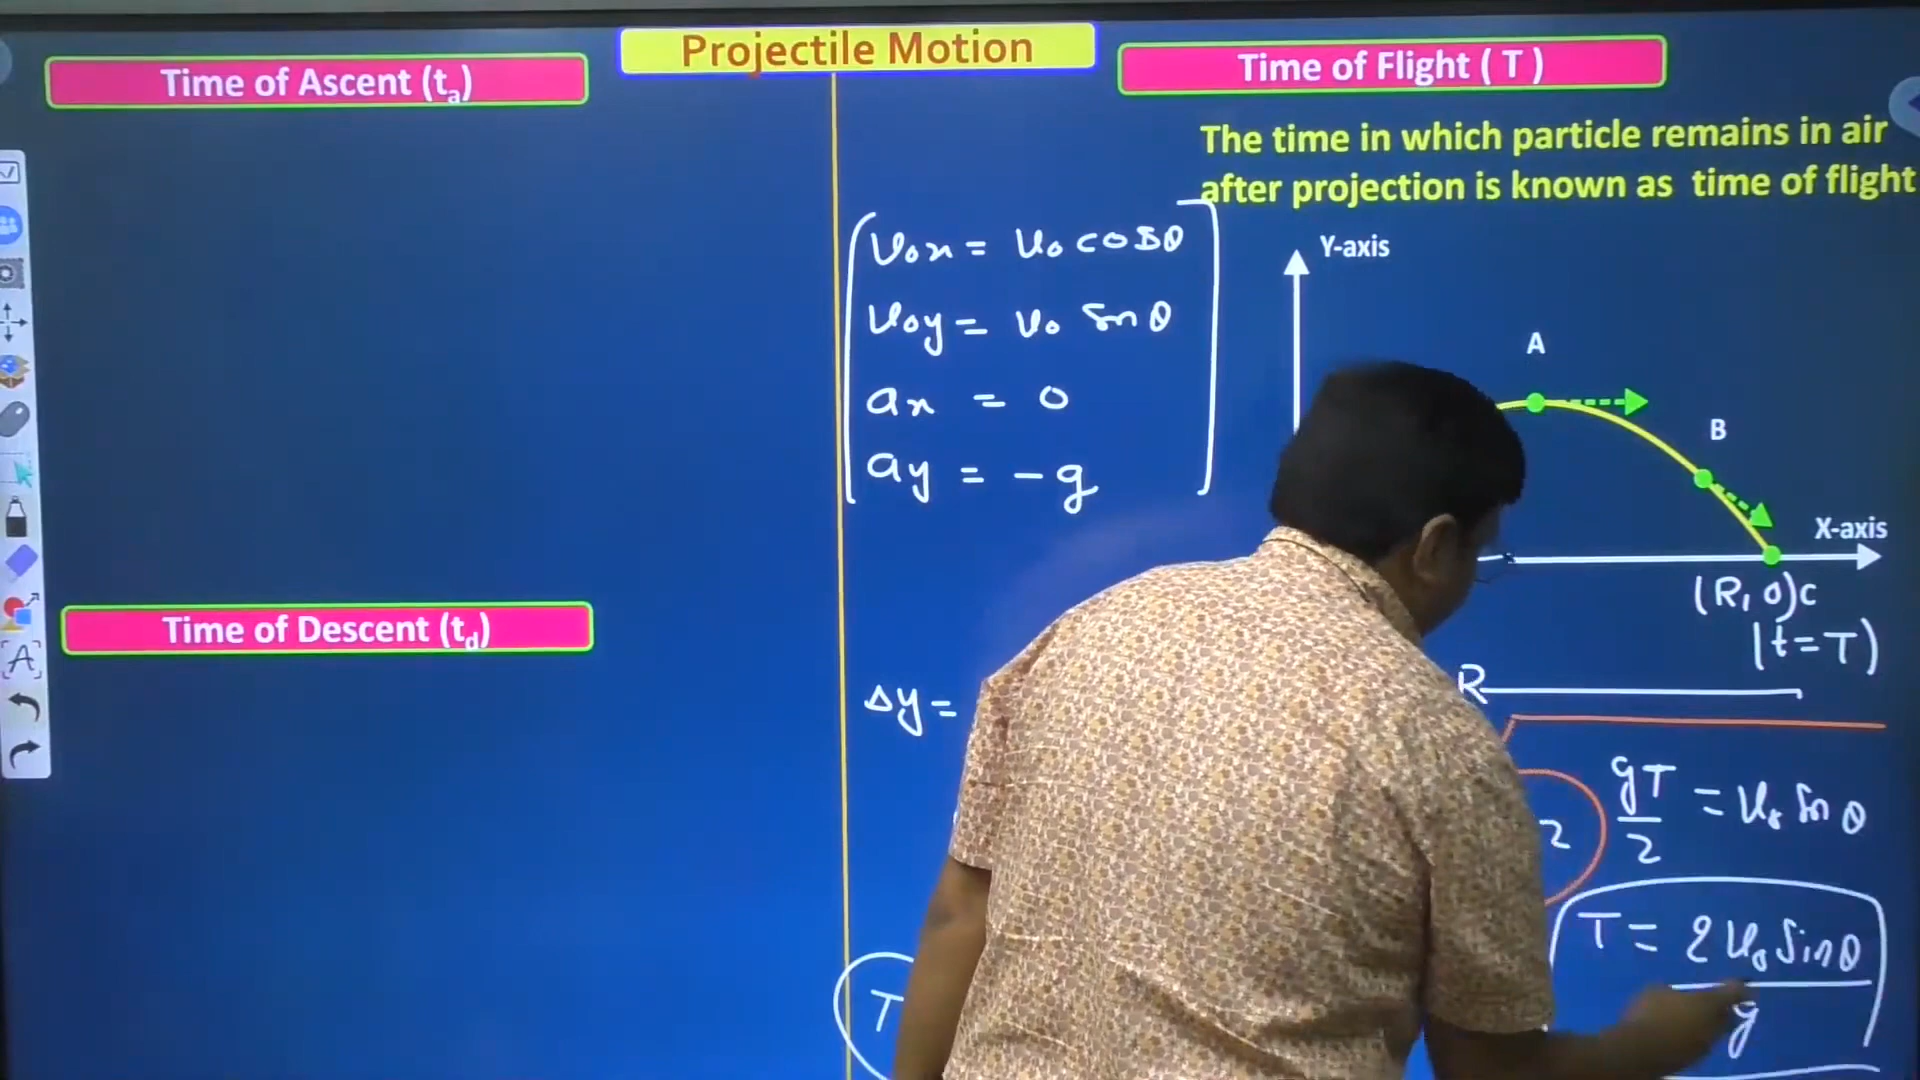 Projectile Motion
Time of Ascent (tₐ)
Time of Descent (t_d)
Time of Flight ( T )
The time in which particle remains in air
after projection is known as time of flight
v₀x = v₀ cosθ
v₀y = v₀ sinθ
ax = 0
ay = -g
Y-axis
A
B
X-axis
(R, 0)c
(t=T)
R
Δy=
2
gT/2 = v₀ sinθ
T = 2v₀ sinθ/g
T